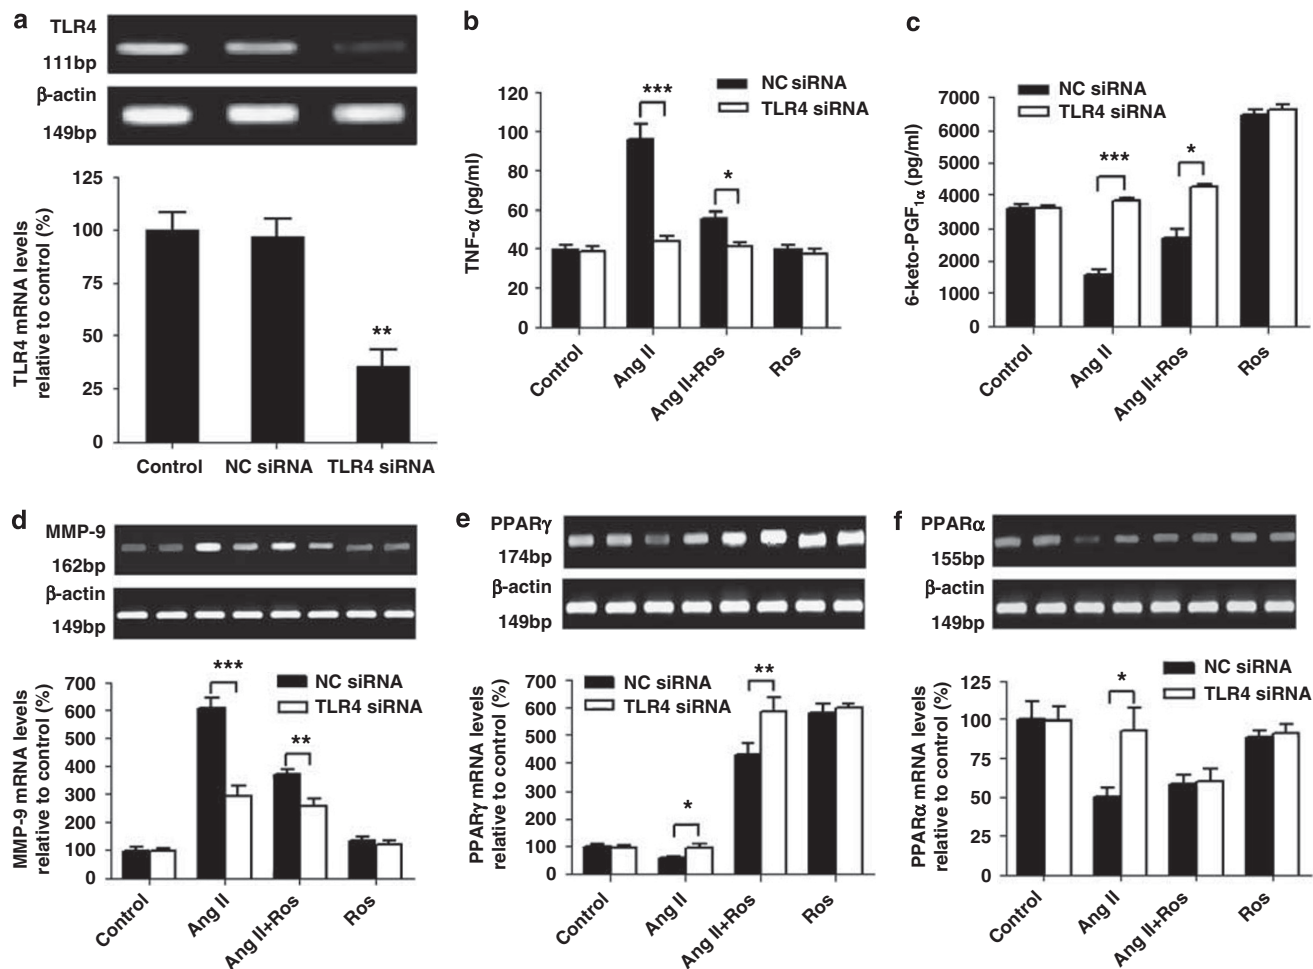 a
TLR4
111bp
β-actin
149bp
125
100
75
50
25
0
TLR4 mRNA levels
relative to control (%)
**
Control NC siRNA TLR4 siRNA
b
NC siRNA
TLR4 siRNA
120
100
80
60
40
20
0
TNF-α (pg/ml)
***
*
Control Ang II Ang II+Ros Ros
c
NC siRNA
TLR4 siRNA
7000
6000
5000
4000
3000
2000
1000
0
6-keto-PGF1α (pg/ml)
***
*
Control Ang II Ang II+Ros Ros
d
MMP-9
162bp
β-actin
149bp
NC siRNA
TLR4 siRNA
700
600
500
400
300
200
100
0
MMP-9 mRNA levels
relative to control (%)
***
**
Control Ang II Ang II+Ros Ros
e
PPARγ
174bp
β-actin
149bp
NC siRNA
TLR4 siRNA
700
600
500
400
300
200
100
0
PPARγ mRNA levels
relative to control (%)
*
**
Control Ang II Ang II+Ros Ros
f
PPARα
155bp
β-actin
149bp
NC siRNA
TLR4 siRNA
125
100
75
50
25
0
PPARα mRNA levels
relative to control (%)
*
Control Ang II Ang II+Ros Ros